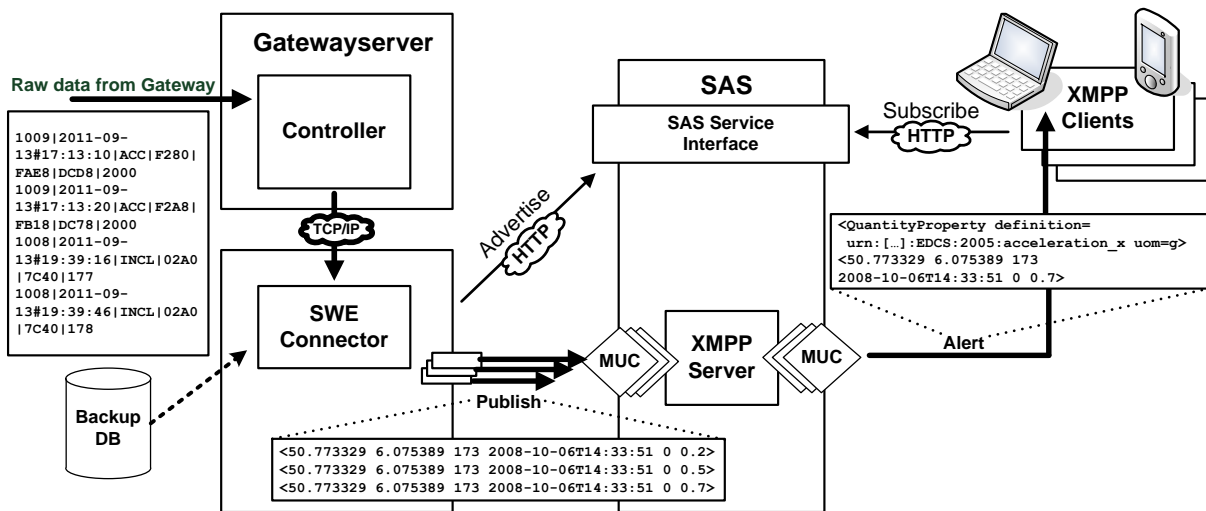 Gatewayserver
Raw data from Gateway
Controller
1009|2011-09-
13#17:13:10|ACC|F280|
FAE8|DCD8|2000
1009|2011-09-
13#17:13:20|ACC|F2A8|
FB18|DC78|2000
1008|2011-09-
13#19:39:16|INCL|02A0
|7C40|177
1008|2011-09-
13#19:39:46|INCL|02A0
|7C40|178
TCP/IP
SWE
Connector
Backup
DB
Advertise
HTTP
SAS
SAS Service
Interface
Subscribe
HTTP
XMPP
Clients
<QuantityProperty definition=
urn:[…]:EDCS:2005:acceleration_x uom=g>
<50.773329 6.075389 173
2008-10-06T14:33:51 0 0.7>
Alert
MUC
XMPP
Server
MUC
Publish
<50.773329 6.075389 173 2008-10-06T14:33:51 0 0.2>
<50.773329 6.075389 173 2008-10-06T14:33:51 0 0.5>
<50.773329 6.075389 173 2008-10-06T14:33:51 0 0.7>